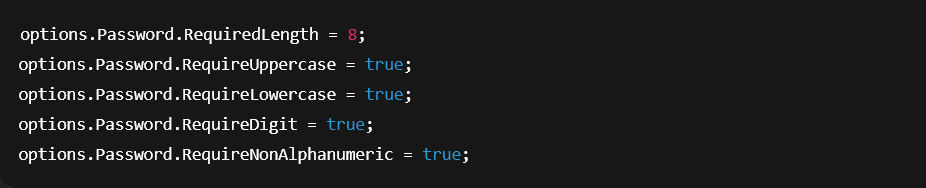 options.Password.RequiredLength = 8;
options.Password.RequireUppercase = true;
options.Password.RequireLowercase = true;
options.Password.RequireDigit = true;
options.Password.RequireNonAlphanumeric = true;